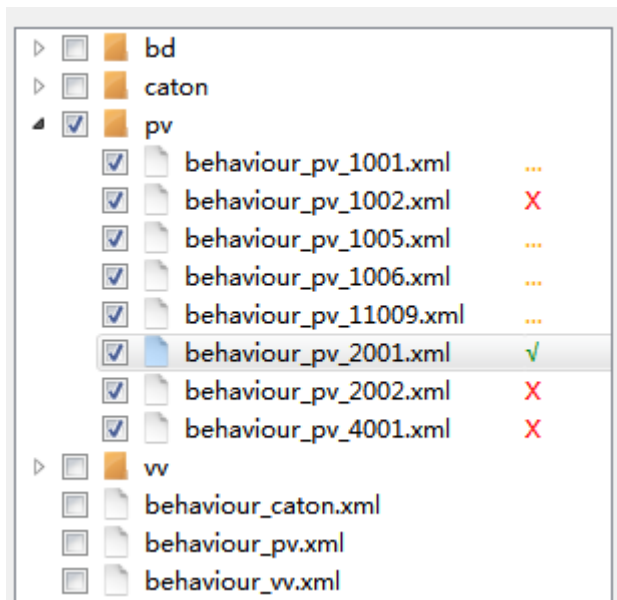 bd
caton
pv
behaviour_pv_1001.xml ...
behaviour_pv_1002.xml X
behaviour_pv_1005.xml ...
behaviour_pv_1006.xml ...
behaviour_pv_11009.xml ...
behaviour_pv_2001.xml √
behaviour_pv_2002.xml X
behaviour_pv_4001.xml X
vv
behaviour_caton.xml
behaviour_pv.xml
behaviour_vv.xml